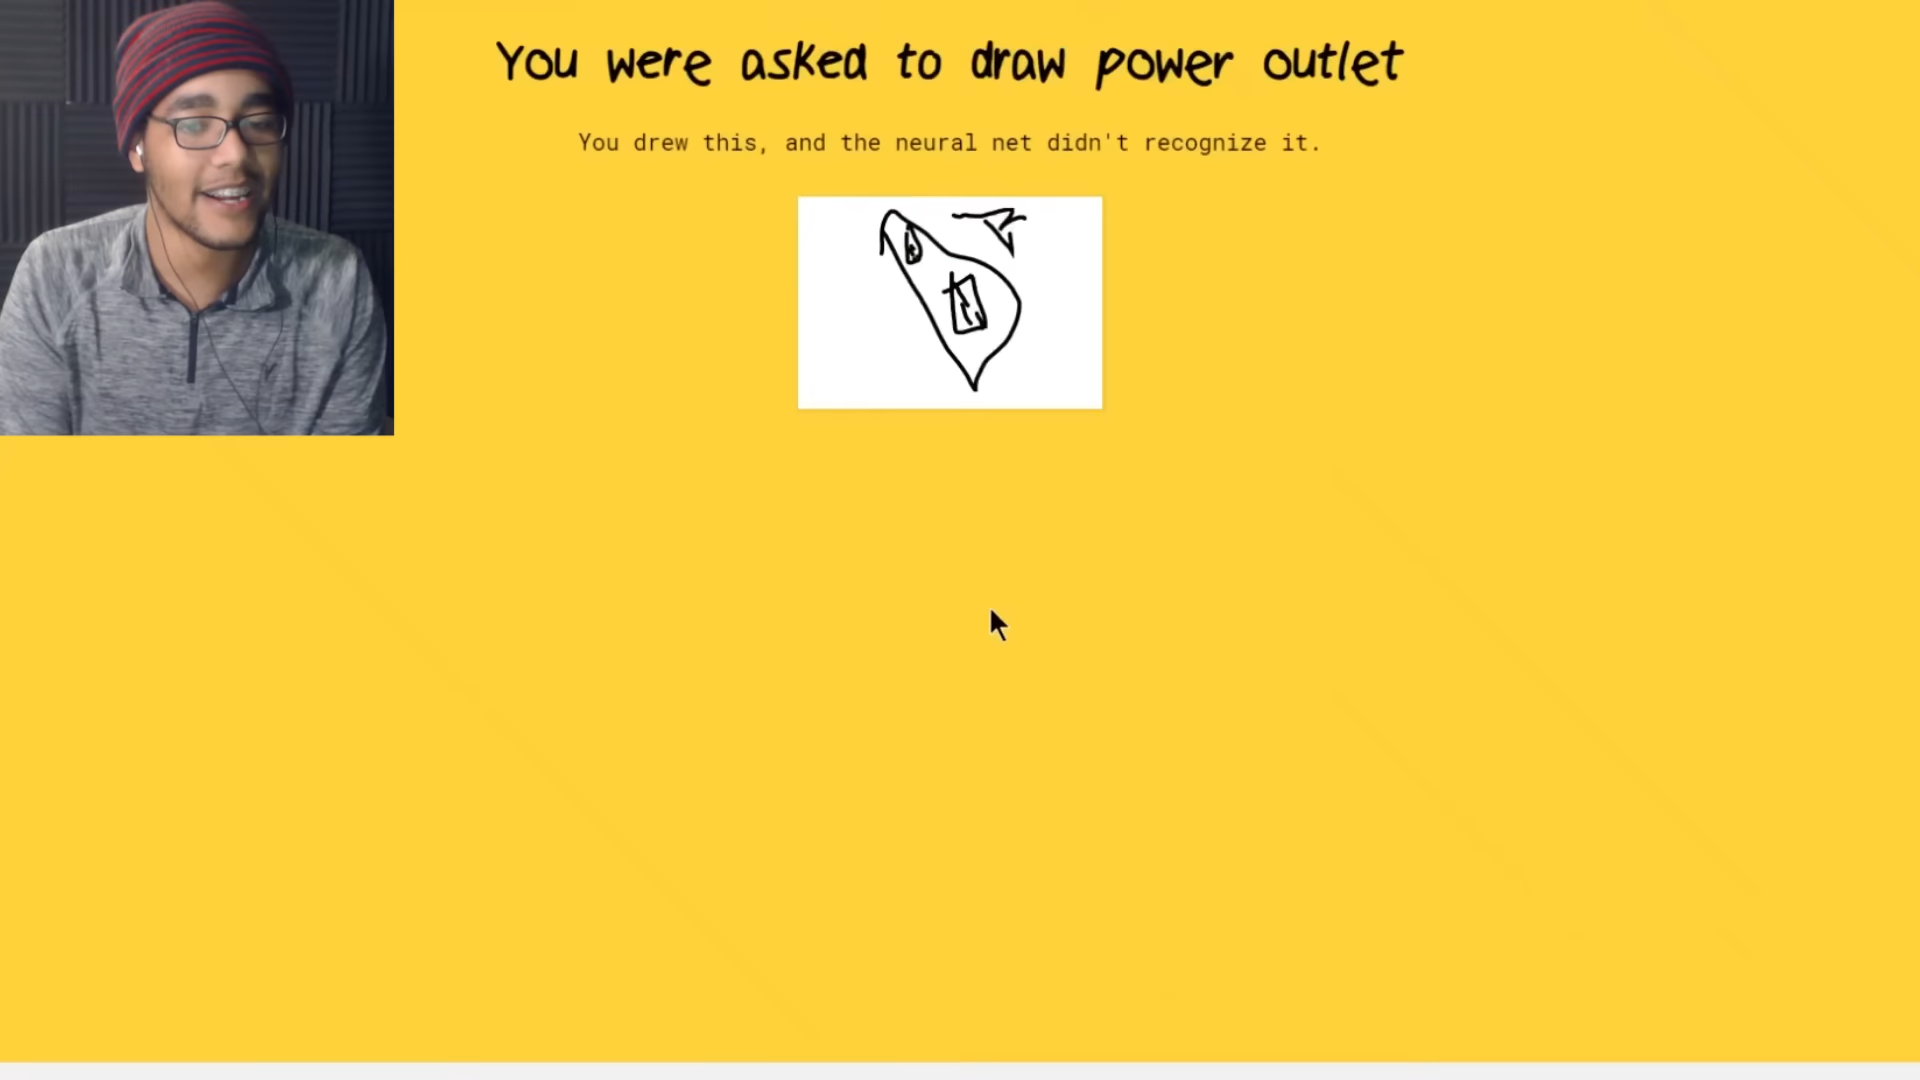 You were asked to draw power outlet
You drew this, and the neural net didn't recognize it.